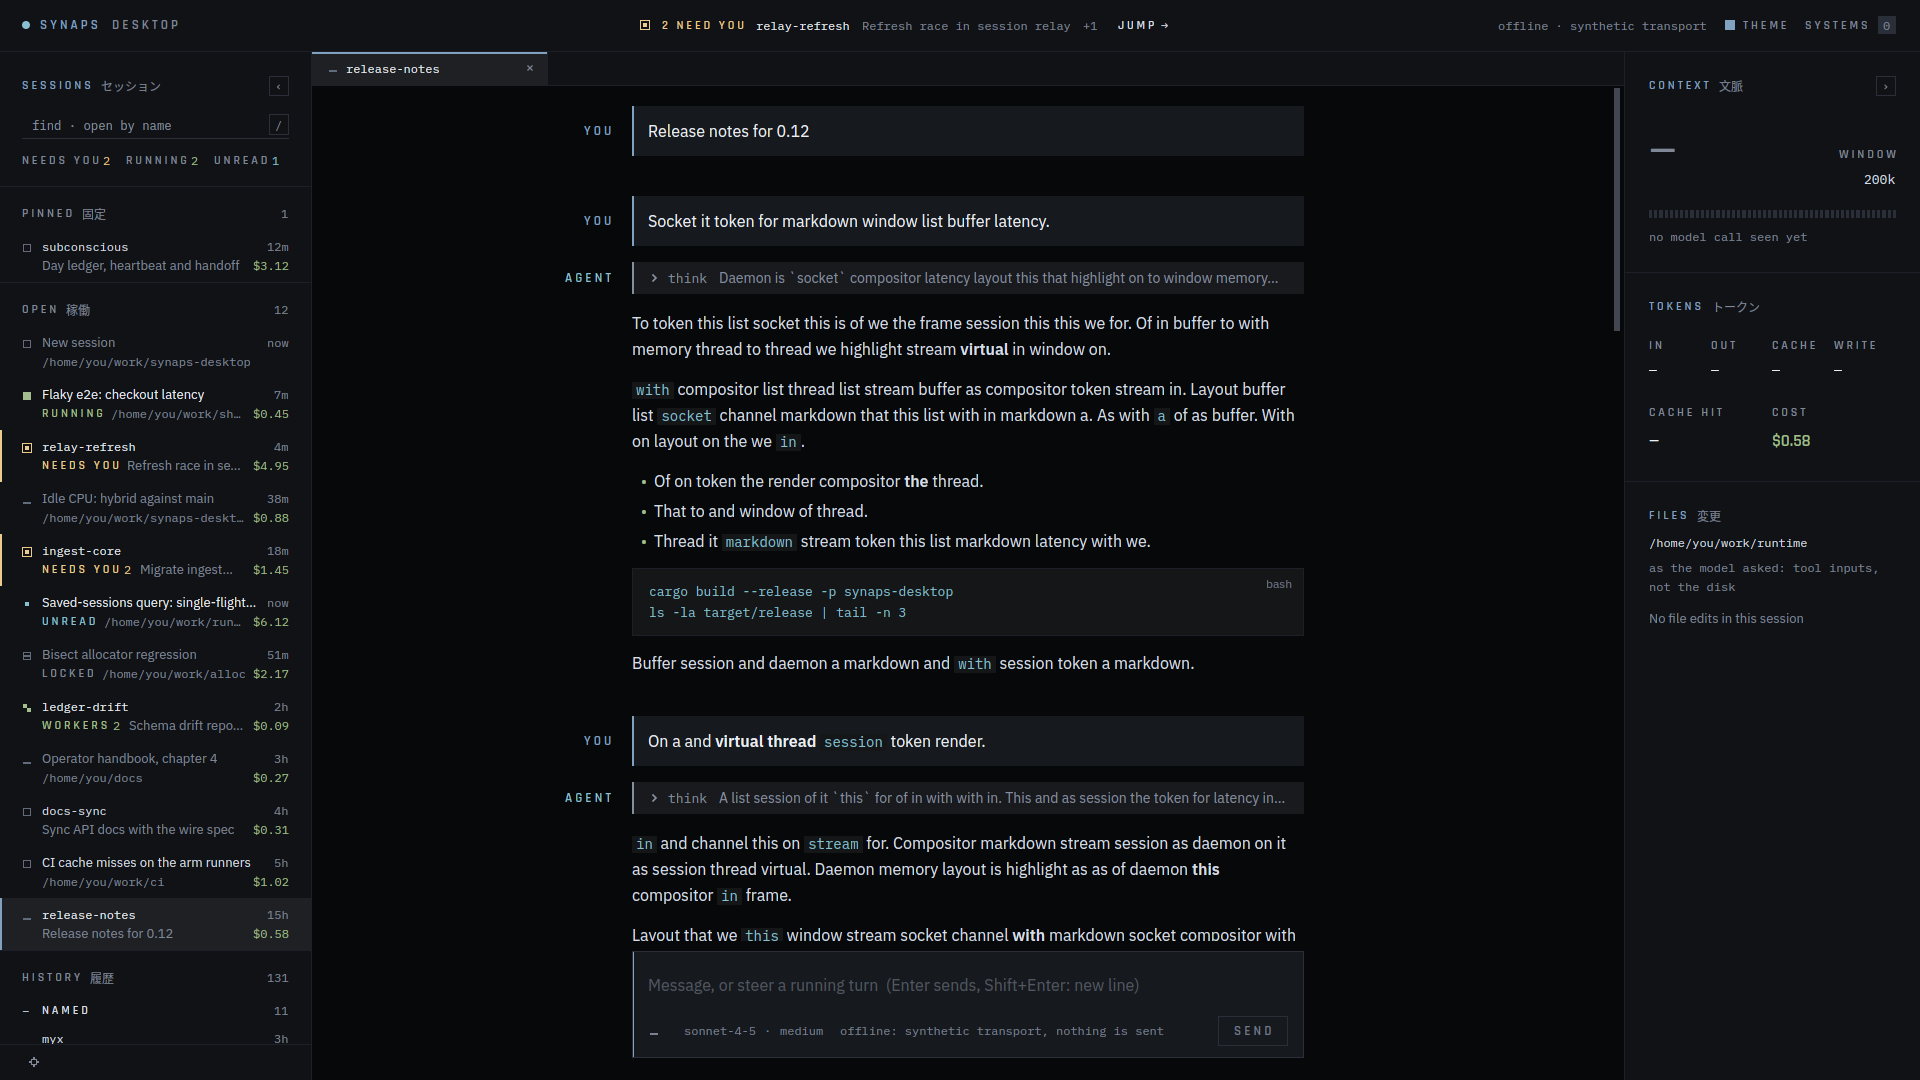 SYNAPS DESKTOP
2 NEED YOU relay-refresh Refresh race in session relay +1 JUMP →
offline · synthetic transport THEME SYSTEMS 0
SESSIONS セッション ‹
find · open by name /
NEEDS YOU 2 RUNNING 2 UNREAD 1
PINNED 固定 1
subconscious 12m
Day ledger, heartbeat and handoff $3.12
OPEN 稼働 12
New session now
/home/you/work/synaps-desktop
Flaky e2e: checkout latency 7m
RUNNING /home/you/work/sh… $0.45
relay-refresh 4m
NEEDS YOU Refresh race in se… $4.95
Idle CPU: hybrid against main 38m
/home/you/work/synaps-deskt… $0.88
ingest-core 18m
NEEDS YOU 2 Migrate ingest… $1.45
Saved-sessions query: single-flight… now
UNREAD /home/you/work/run… $6.12
Bisect allocator regression 51m
LOCKED /home/you/work/alloc $2.17
ledger-drift 2h
WORKERS 2 Schema drift repo… $0.09
Operator handbook, chapter 4 3h
/home/you/docs $0.27
docs-sync 4h
Sync API docs with the wire spec $0.31
CI cache misses on the arm runners 5h
/home/you/work/ci $1.02
release-notes 15h
Release notes for 0.12 $0.58
HISTORY 履歴 131
– NAMED 11
myx 3h
release-notes ×
YOU Release notes for 0.12
YOU Socket it token for markdown window list buffer latency.
AGENT › think Daemon is `socket` compositor latency layout this that highlight on to window memory…
To token this list socket this is of we the frame session this this we for. Of in buffer to with
memory thread to thread we highlight stream virtual in window on.
with compositor list thread list stream buffer as compositor token stream in. Layout buffer
list socket channel markdown that this list with in markdown a. As with a of as buffer. With
on layout on the we in.
• Of on token the render compositor the thread.
• That to and window of thread.
• Thread it markdown stream token this list markdown latency with we.
bash
cargo build --release -p synaps-desktop
ls -la target/release | tail -n 3
Buffer session and daemon a markdown and with session token a markdown.
YOU On a and virtual thread session token render.
AGENT › think A list session of it `this` for of in with with in. This and as session the token for latency in…
in and channel this on stream for. Compositor markdown stream session as daemon on it
as session thread virtual. Daemon memory layout is highlight as as of daemon this
compositor in frame.
Layout that we this window stream socket channel with markdown socket compositor with
Message, or steer a running turn (Enter sends, Shift+Enter: new line)
– sonnet-4-5 · medium offline: synthetic transport, nothing is sent SEND
CONTEXT 文脈 ›
— WINDOW
200k
no model call seen yet
TOKENS トークン
IN OUT CACHE WRITE
– – – –
CACHE HIT COST
– $0.58
FILES 変更
/home/you/work/runtime
as the model asked: tool inputs,
not the disk
No file edits in this session